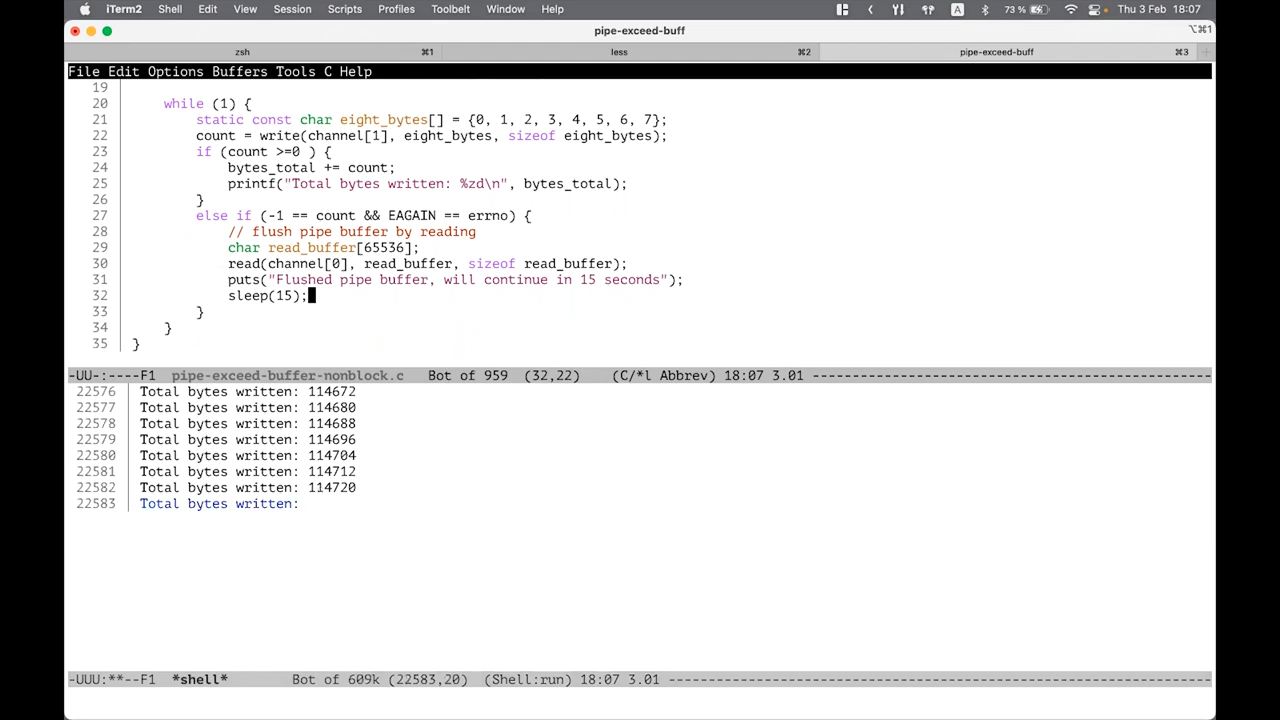 iTerm2 Shell Edit View Session Scripts Profiles Toolbelt Window Help A 73 % Thu 3 Feb 18:07
pipe-exceed-buff ⌥⌘1
zsh ⌘1 less ⌘2 pipe-exceed-buff ⌘3 +
File Edit Options Buffers Tools C Help
19
20 while (1) {
21 static const char eight_bytes[] = {0, 1, 2, 3, 4, 5, 6, 7};
22 count = write(channel[1], eight_bytes, sizeof eight_bytes);
23 if (count >=0 ) {
24 bytes_total += count;
25 printf("Total bytes written: %zd\n", bytes_total);
26 }
27 else if (-1 == count && EAGAIN == errno) {
28 // flush pipe buffer by reading
29 char read_buffer[65536];
30 read(channel[0], read_buffer, sizeof read_buffer);
31 puts("Flushed pipe buffer, will continue in 15 seconds");
32 sleep(15);
33 }
34 }
35 }
-UU-:----F1 pipe-exceed-buffer-nonblock.c Bot of 959 (32,22) (C/*l Abbrev) 18:07 3.01 --------------------------------------------------
22576 Total bytes written: 114672
22577 Total bytes written: 114680
22578 Total bytes written: 114688
22579 Total bytes written: 114696
22580 Total bytes written: 114704
22581 Total bytes written: 114712
22582 Total bytes written: 114720
22583 Total bytes written:
-UUU:**--F1 *shell* Bot of 609k (22583,20) (Shell:run) 18:07 3.01 --------------------------------------------------------------------